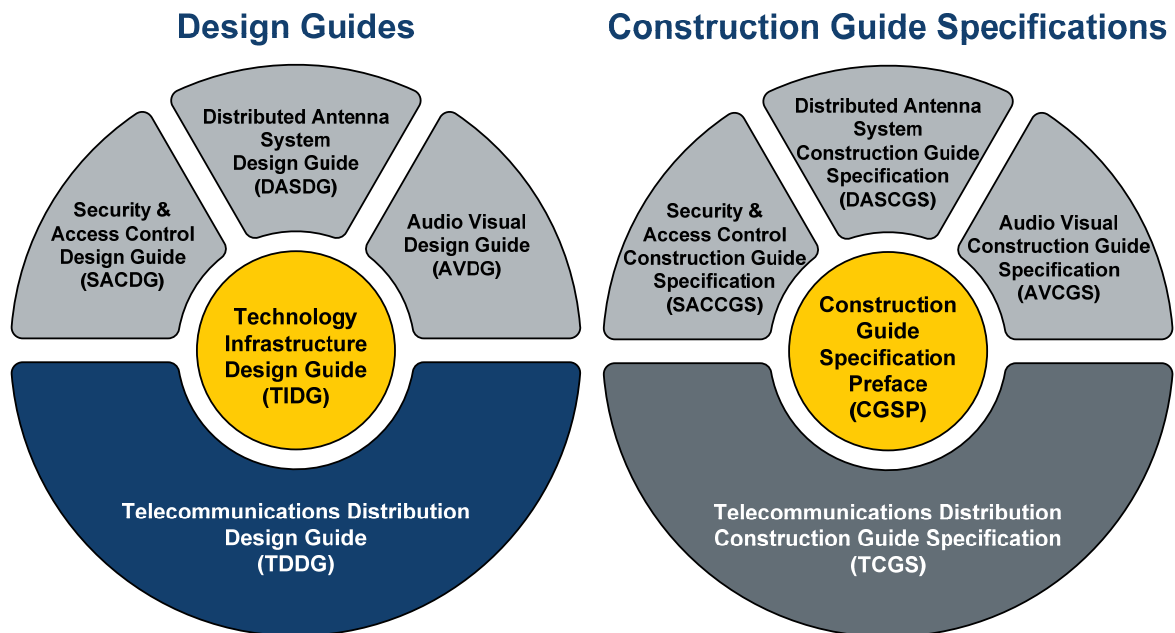 Design Guides
Distributed Antenna
System
Design Guide
(DASDG)
Security &
Access Control
Design Guide
(SACDG)
Audio Visual
Design Guide
(AVDG)
Technology
Infrastructure
Design Guide
(TIDG)
Telecommunications Distribution
Design Guide
(TDDG)
Construction Guide Specifications
Distributed Antenna
System
Construction Guide
Specification
(DASCGS)
Security &
Access Control
Construction Guide
Specification
(SACCGS)
Audio Visual
Construction Guide
Specification
(AVCGS)
Construction
Guide
Specification
Preface
(CGSP)
Telecommunications Distribution
Construction Guide Specification
(TCGS)